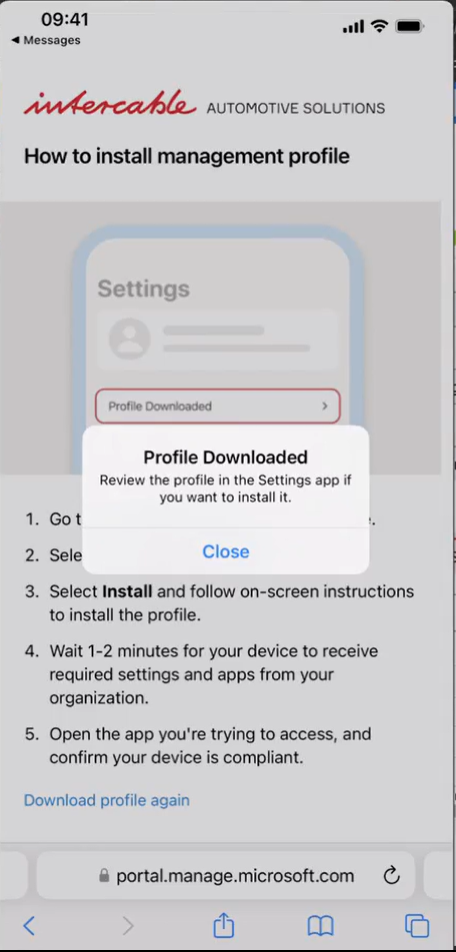 09:41
Messages
intercable AUTOMOTIVE SOLUTIONS
How to install management profile
Settings
Profile Downloaded
Profile Downloaded
Review the profile in the Settings app if
you want to install it.
Close
1. Go t
2. Sele
3. Select Install and follow on-screen instructions
to install the profile.
4. Wait 1-2 minutes for your device to receive
required settings and apps from your
organization.
5. Open the app you're trying to access, and
confirm your device is compliant.
Download profile again
portal.manage.microsoft.com